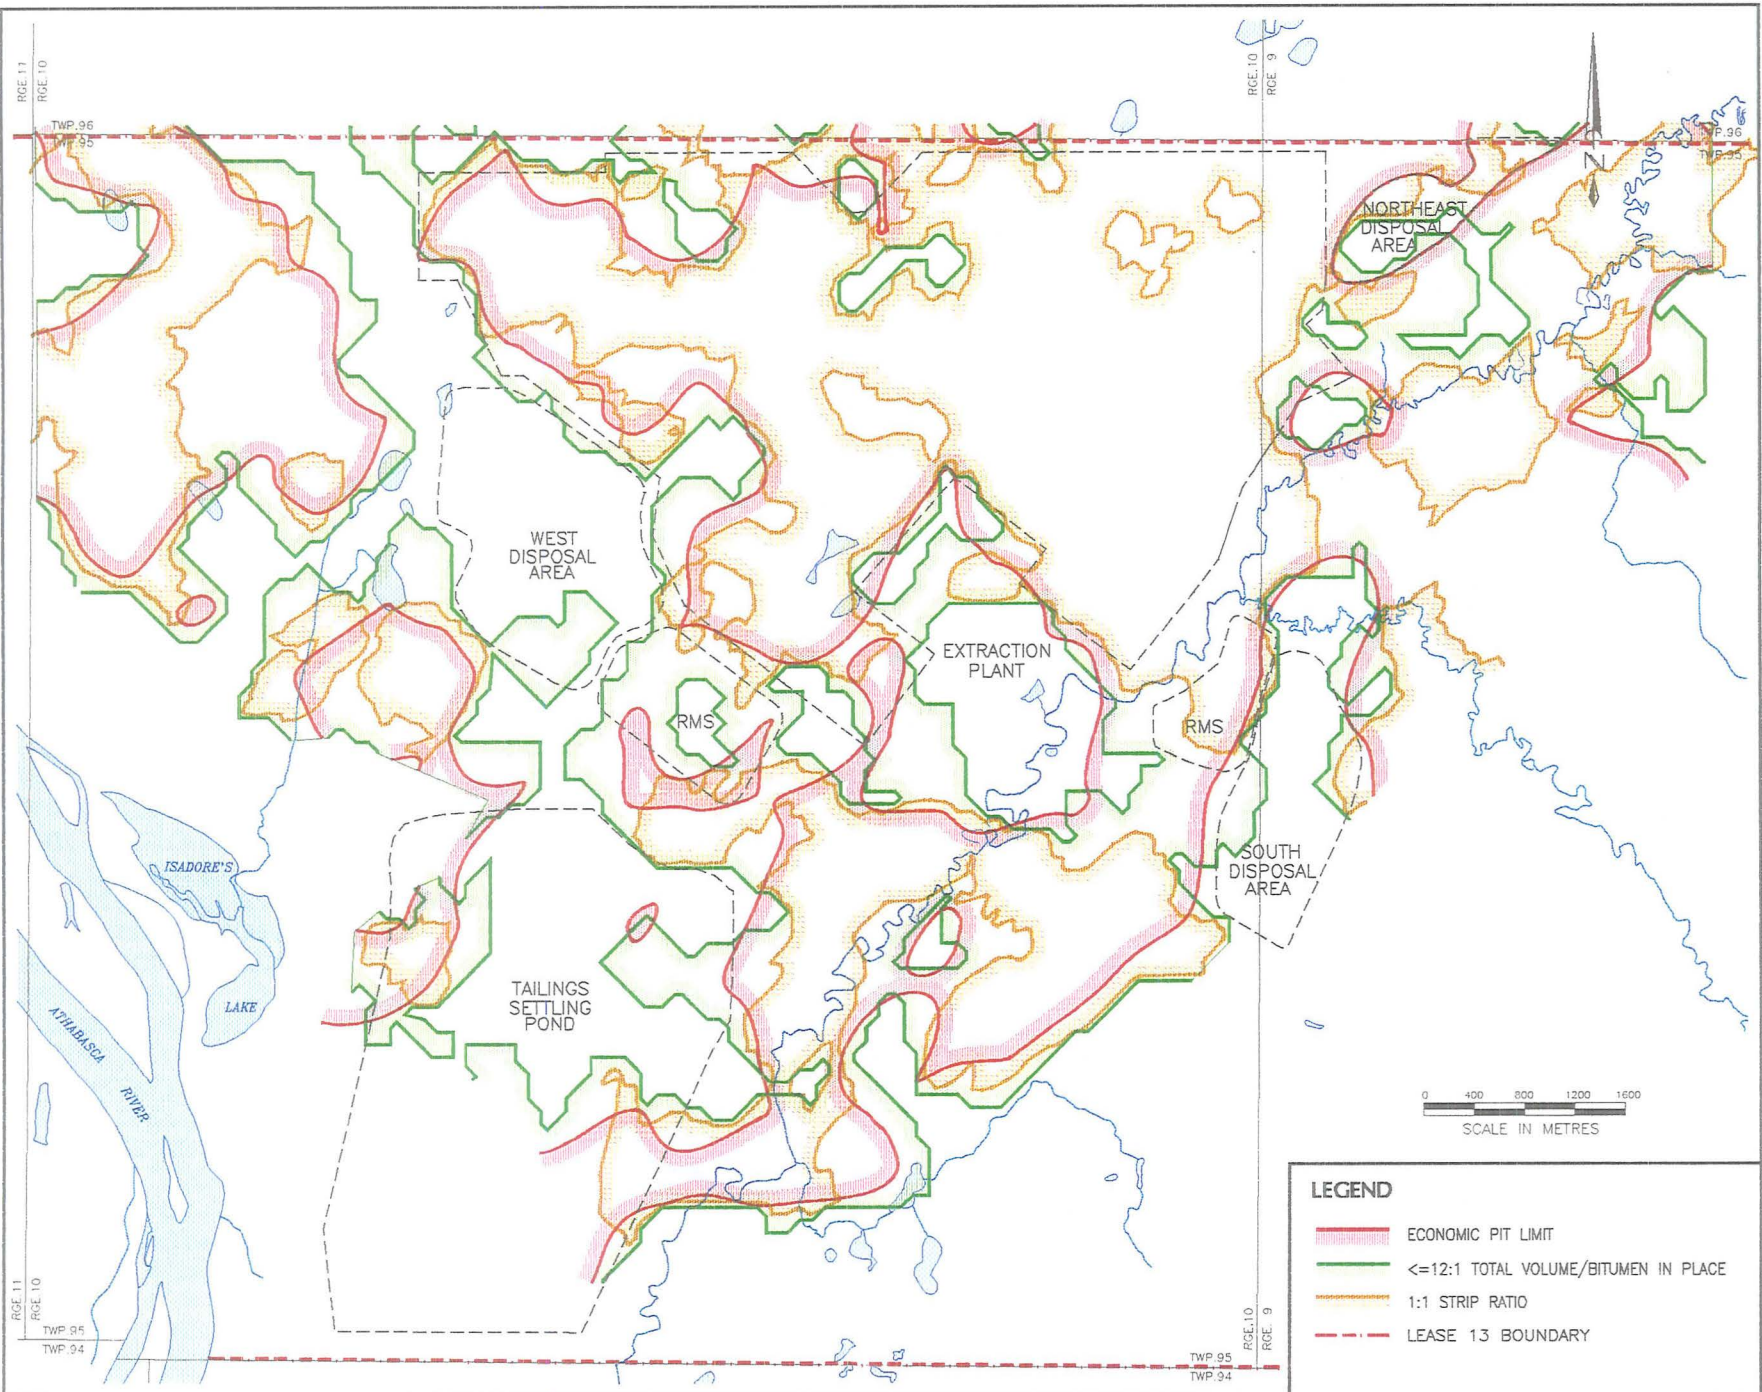 RGE.11
RGE.10
RGE.10
RGE 9
TWP.96
TWP.95
P.96
TWP.95
N
NORTHEAST
DISPOSAL
AREA
WEST
DISPOSAL
AREA
EXTRACTION
PLANT
RMS
RMS
SOUTH
DISPOSAL
AREA
ISADORE'S
LAKE
TAILINGS
SETTLING
POND
ATHABASCA
RIVER
0 400 800 1200 1600
SCALE IN METRES
LEGEND
ECONOMIC PIT LIMIT
<=12:1 TOTAL VOLUME/BITUMEN IN PLACE
1:1 STRIP RATIO
LEASE 13 BOUNDARY
RGE.11
RGE.10
TWP.95
TWP.94
RGE.10
RGE. 9
TWP.95
TWP.94